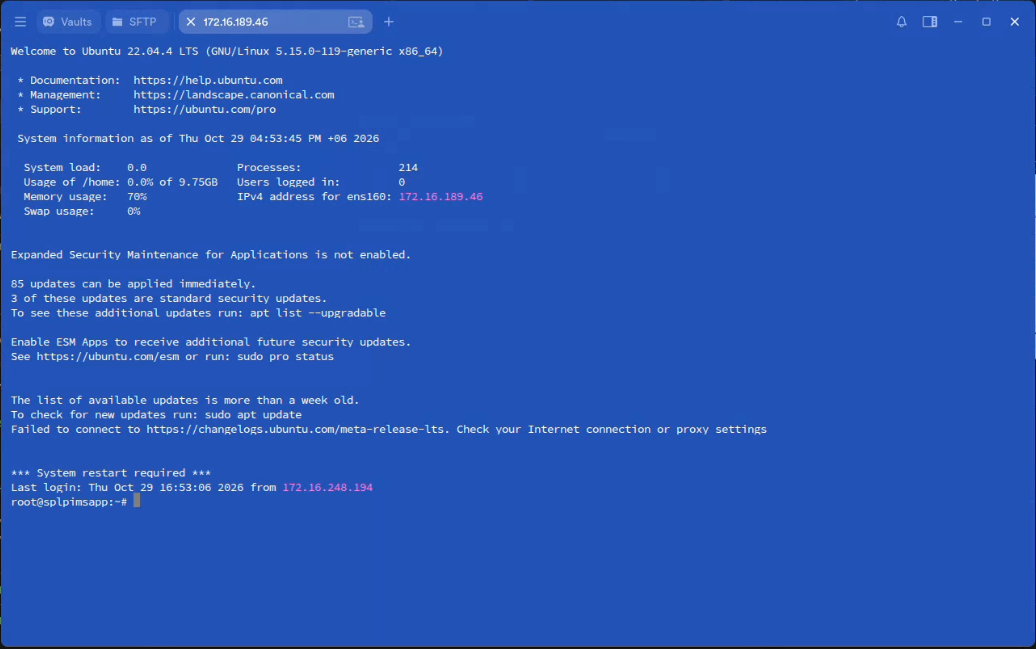 Vaults SFTP 172.16.189.46
Welcome to Ubuntu 22.04.4 LTS (GNU/Linux 5.15.0-119-generic x86_64)
* Documentation: https://help.ubuntu.com
* Management: https://landscape.canonical.com
* Support: https://ubuntu.com/pro
System information as of Thu Oct 29 04:53:45 PM +06 2026
System load: 0.0 Processes: 214
Usage of /home: 0.0% of 9.75GB Users logged in: 0
Memory usage: 70% IPv4 address for ens160: 172.16.189.46
Swap usage: 0%
Expanded Security Maintenance for Applications is not enabled.
85 updates can be applied immediately.
3 of these updates are standard security updates.
To see these additional updates run: apt list --upgradable
Enable ESM Apps to receive additional future security updates.
See https://ubuntu.com/esm or run: sudo pro status
The list of available updates is more than a week old.
To check for new updates run: sudo apt update
Failed to connect to https://changelogs.ubuntu.com/meta-release-lts. Check your Internet connection or proxy settings
*** System restart required ***
Last login: Thu Oct 29 16:53:06 2026 from 172.16.248.194
root@splpimsapp:~#